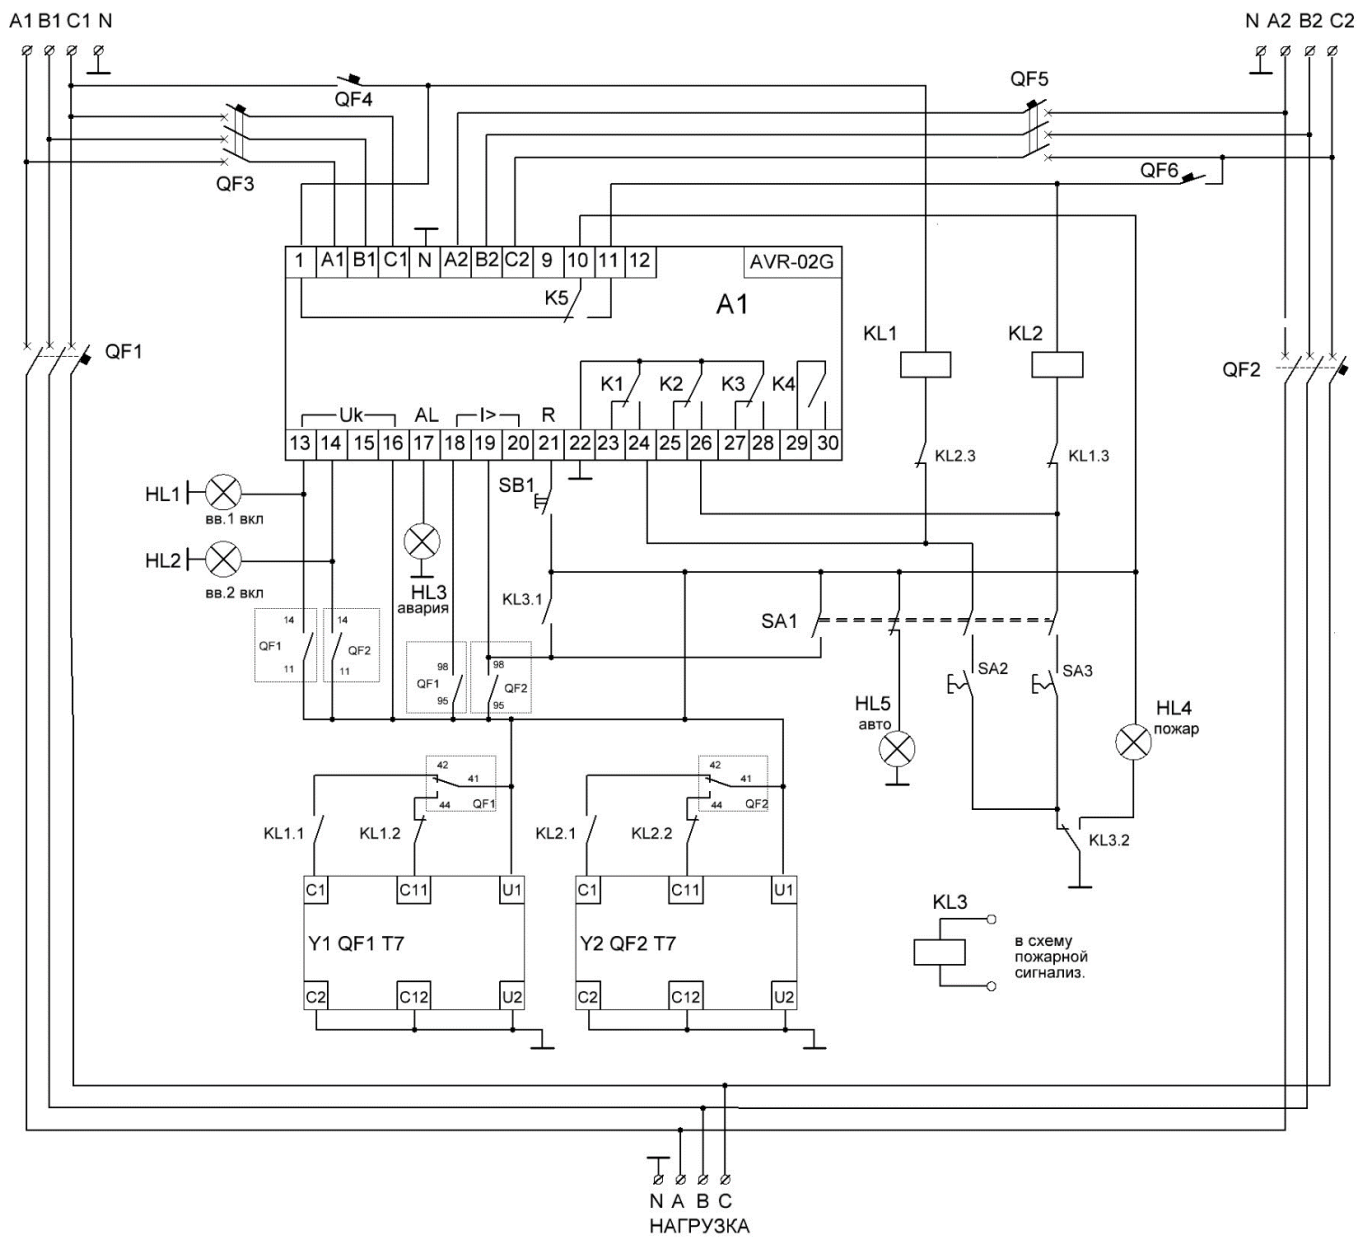 A1 B1 C1 N
N A2 B2 C2
QF4
QF5
QF3
QF6
1 A1 B1 C1 N A2 B2 C2 9 10 11 12
AVR-02G
K5
A1
QF1
KL1
KL2
QF2
K1 K2 K3 K4
Uk AL I> R
13 14 15 16 17 18 19 20 21 22 23 24 25 26 27 28 29 30
KL2.3
KL1.3
HL1
вв.1 вкл
SB1
HL2
вв.2 вкл
HL3
авария
KL3.1
SA1
14
QF1
11
14
QF2
11
98
QF1
95
98
QF2
95
SA2
SA3
HL5
авто
HL4
пожар
42
41
44
QF1
42
41
44
QF2
KL1.1
KL1.2
KL2.1
KL2.2
KL3.2
C1 C11 U1
C1 C11 U1
Y1 QF1 T7
Y2 QF2 T7
C2 C12 U2
C2 C12 U2
KL3
в схему
пожарной
сигнализ.
N A B C
НАГРУЗКА